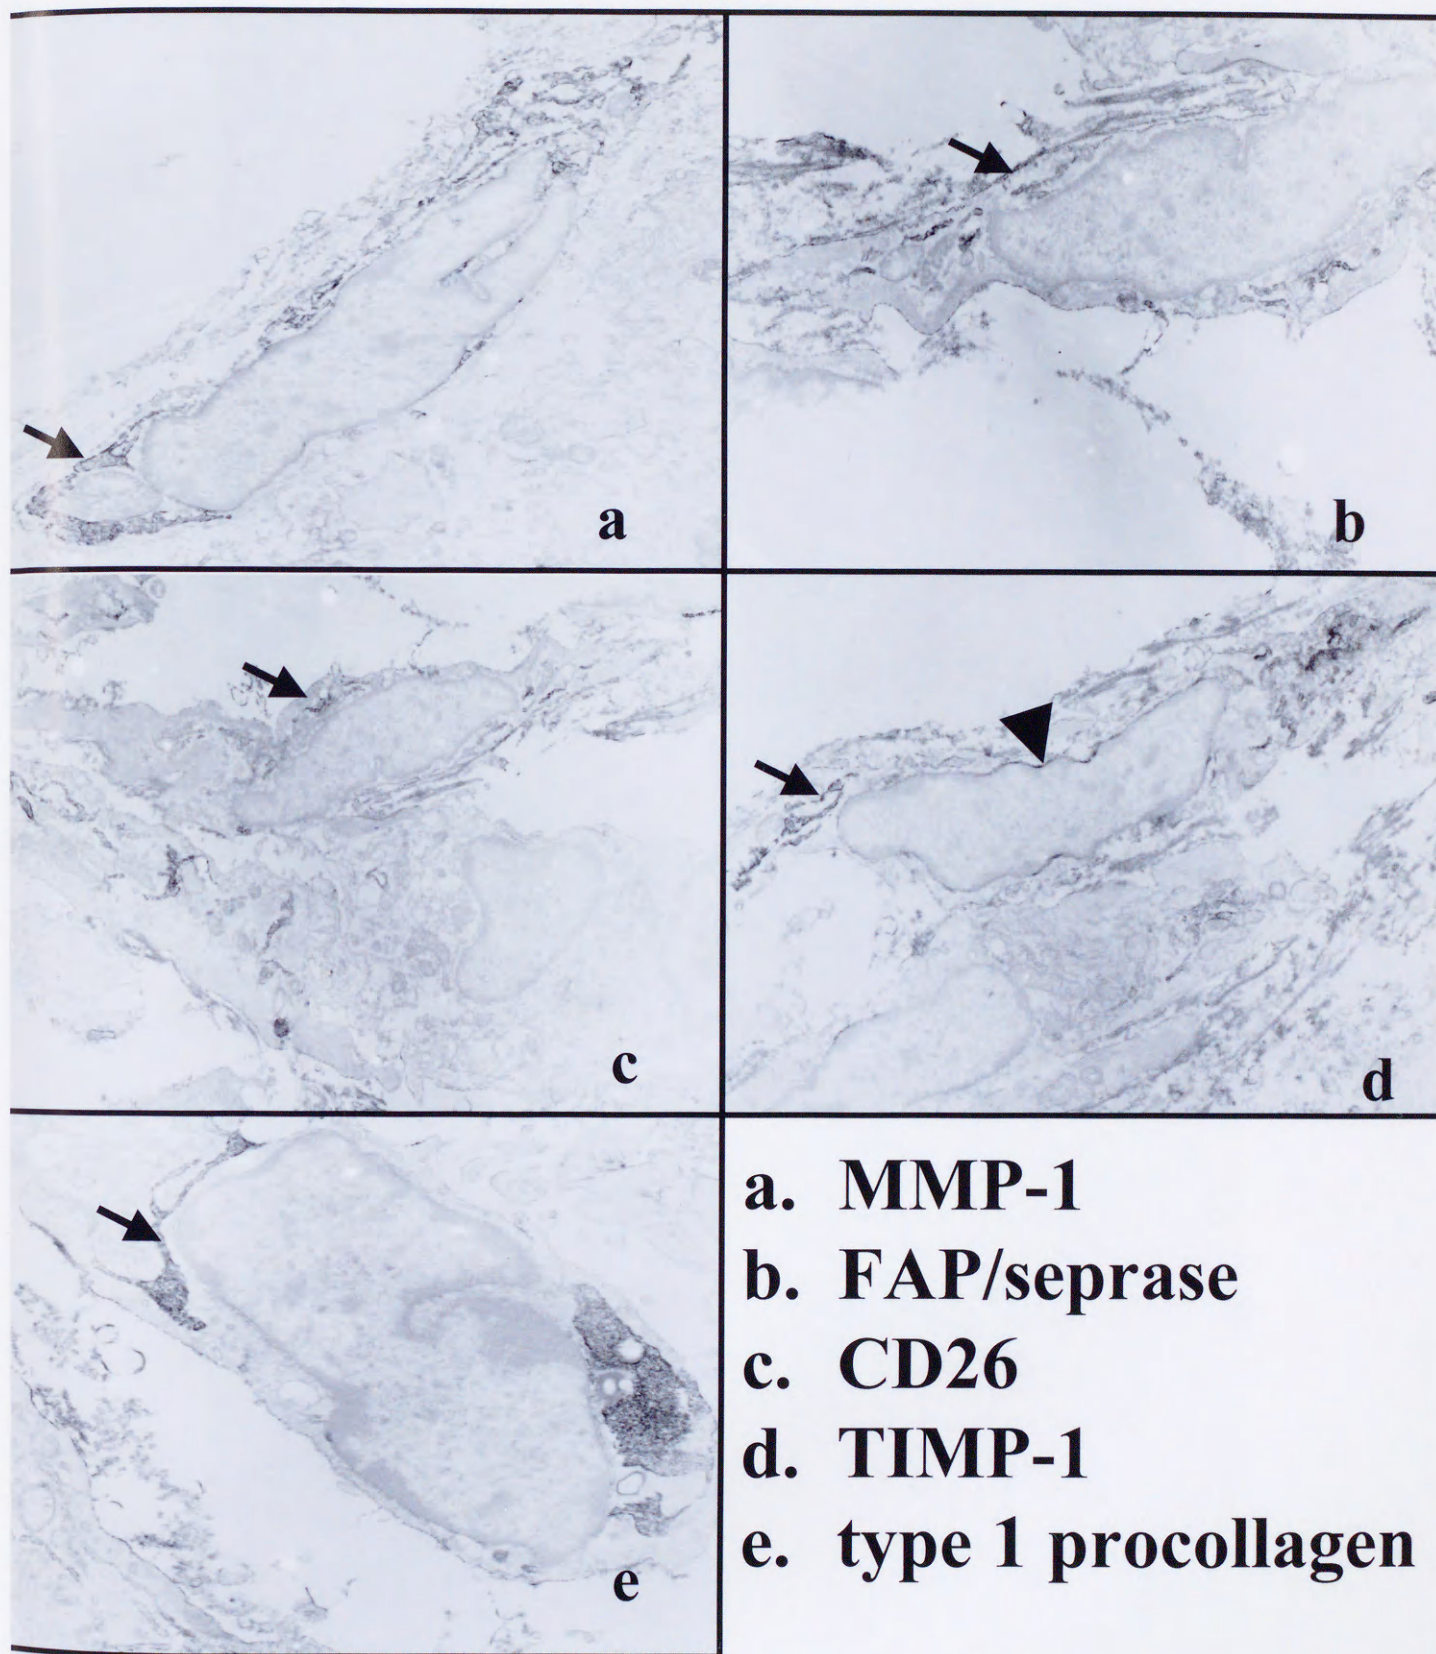 a
b
c
d
e
a. MMP-1
b. FAP/seprase
c. CD26
d. TIMP-1
e. type 1 procollagen